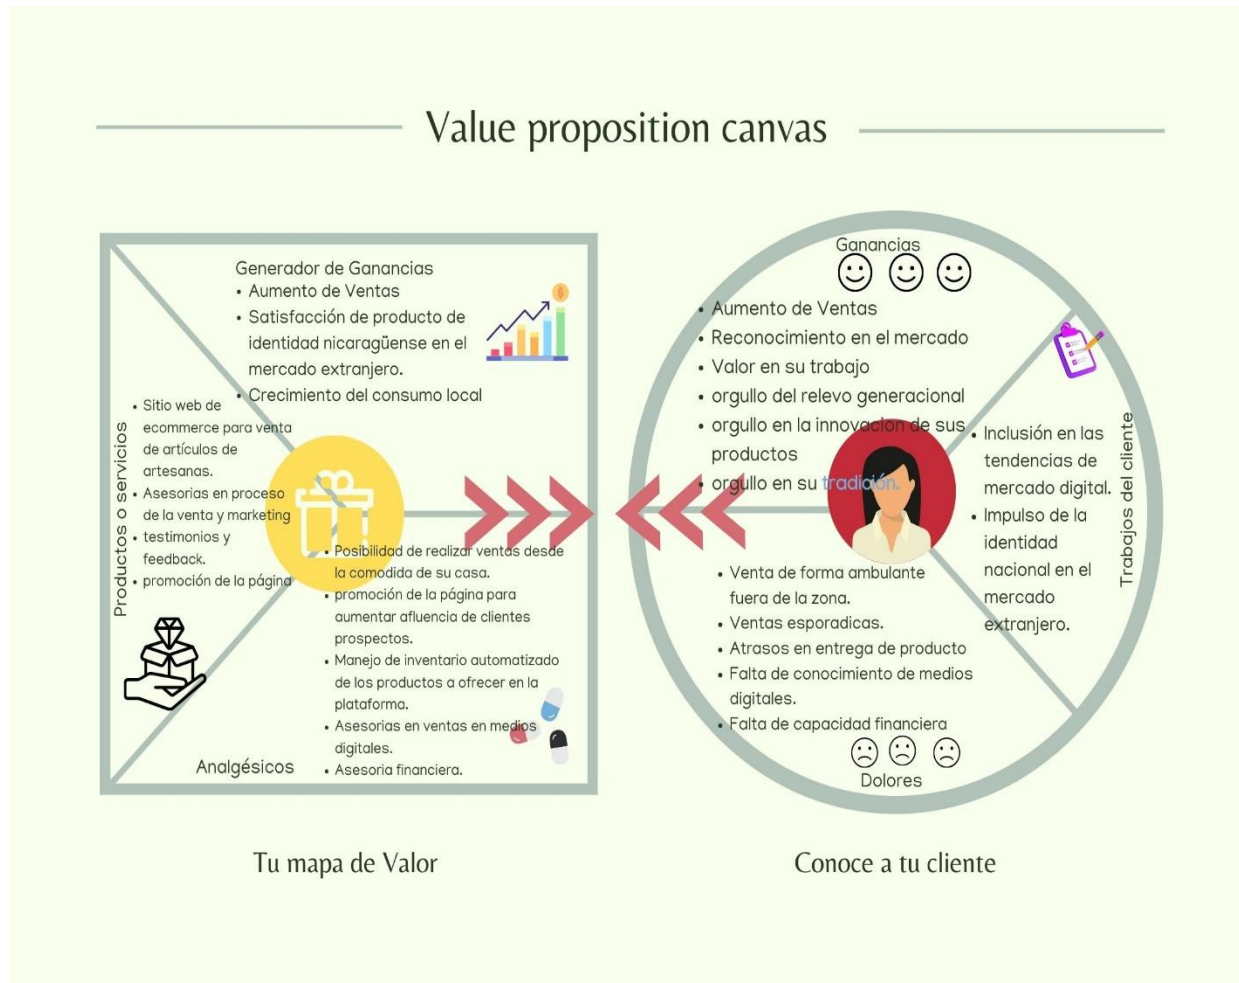 Value proposition canvas
Generador de Ganancias
• Aumento de Ventas
• Satisfacción de producto de
identidad nicaragüense en el
mercado extranjero.
• Crecimiento del consumo local
Productos o servicios
• Sitio web de
ecommerce para venta
de artículos de
artesanas.
• Asesorias en proceso
de la venta y marketing
• testimonios y
feedback.
• promoción de la página
• Posibilidad de realizar ventas desde
la comodida de su casa.
• promoción de la página para
aumentar afluencia de clientes
prospectos.
• Manejo de inventario automatizado
de los productos a ofrecer en la
plataforma.
• Asesorias en ventas en medios
digitales.
• Asesoria financiera.
Analgésicos
Tu mapa de Valor
Ganancias
• Aumento de Ventas
• Reconocimiento en el mercado
• Valor en su trabajo
• orgullo del relevo generacional
• orgullo en la innovacion de sus
productos
• orgullo en su tradición.
• Inclusión en las
tendencias de
mercado digital.
• Impulso de la
identidad
nacional en el
mercado
extranjero.
Trabajos del cliente
• Venta de forma ambulante
fuera de la zona.
• Ventas esporadicas.
• Atrasos en entrega de producto
• Falta de conocimiento de medios
digitales.
• Falta de capacidad financiera
Dolores
Conoce a tu cliente